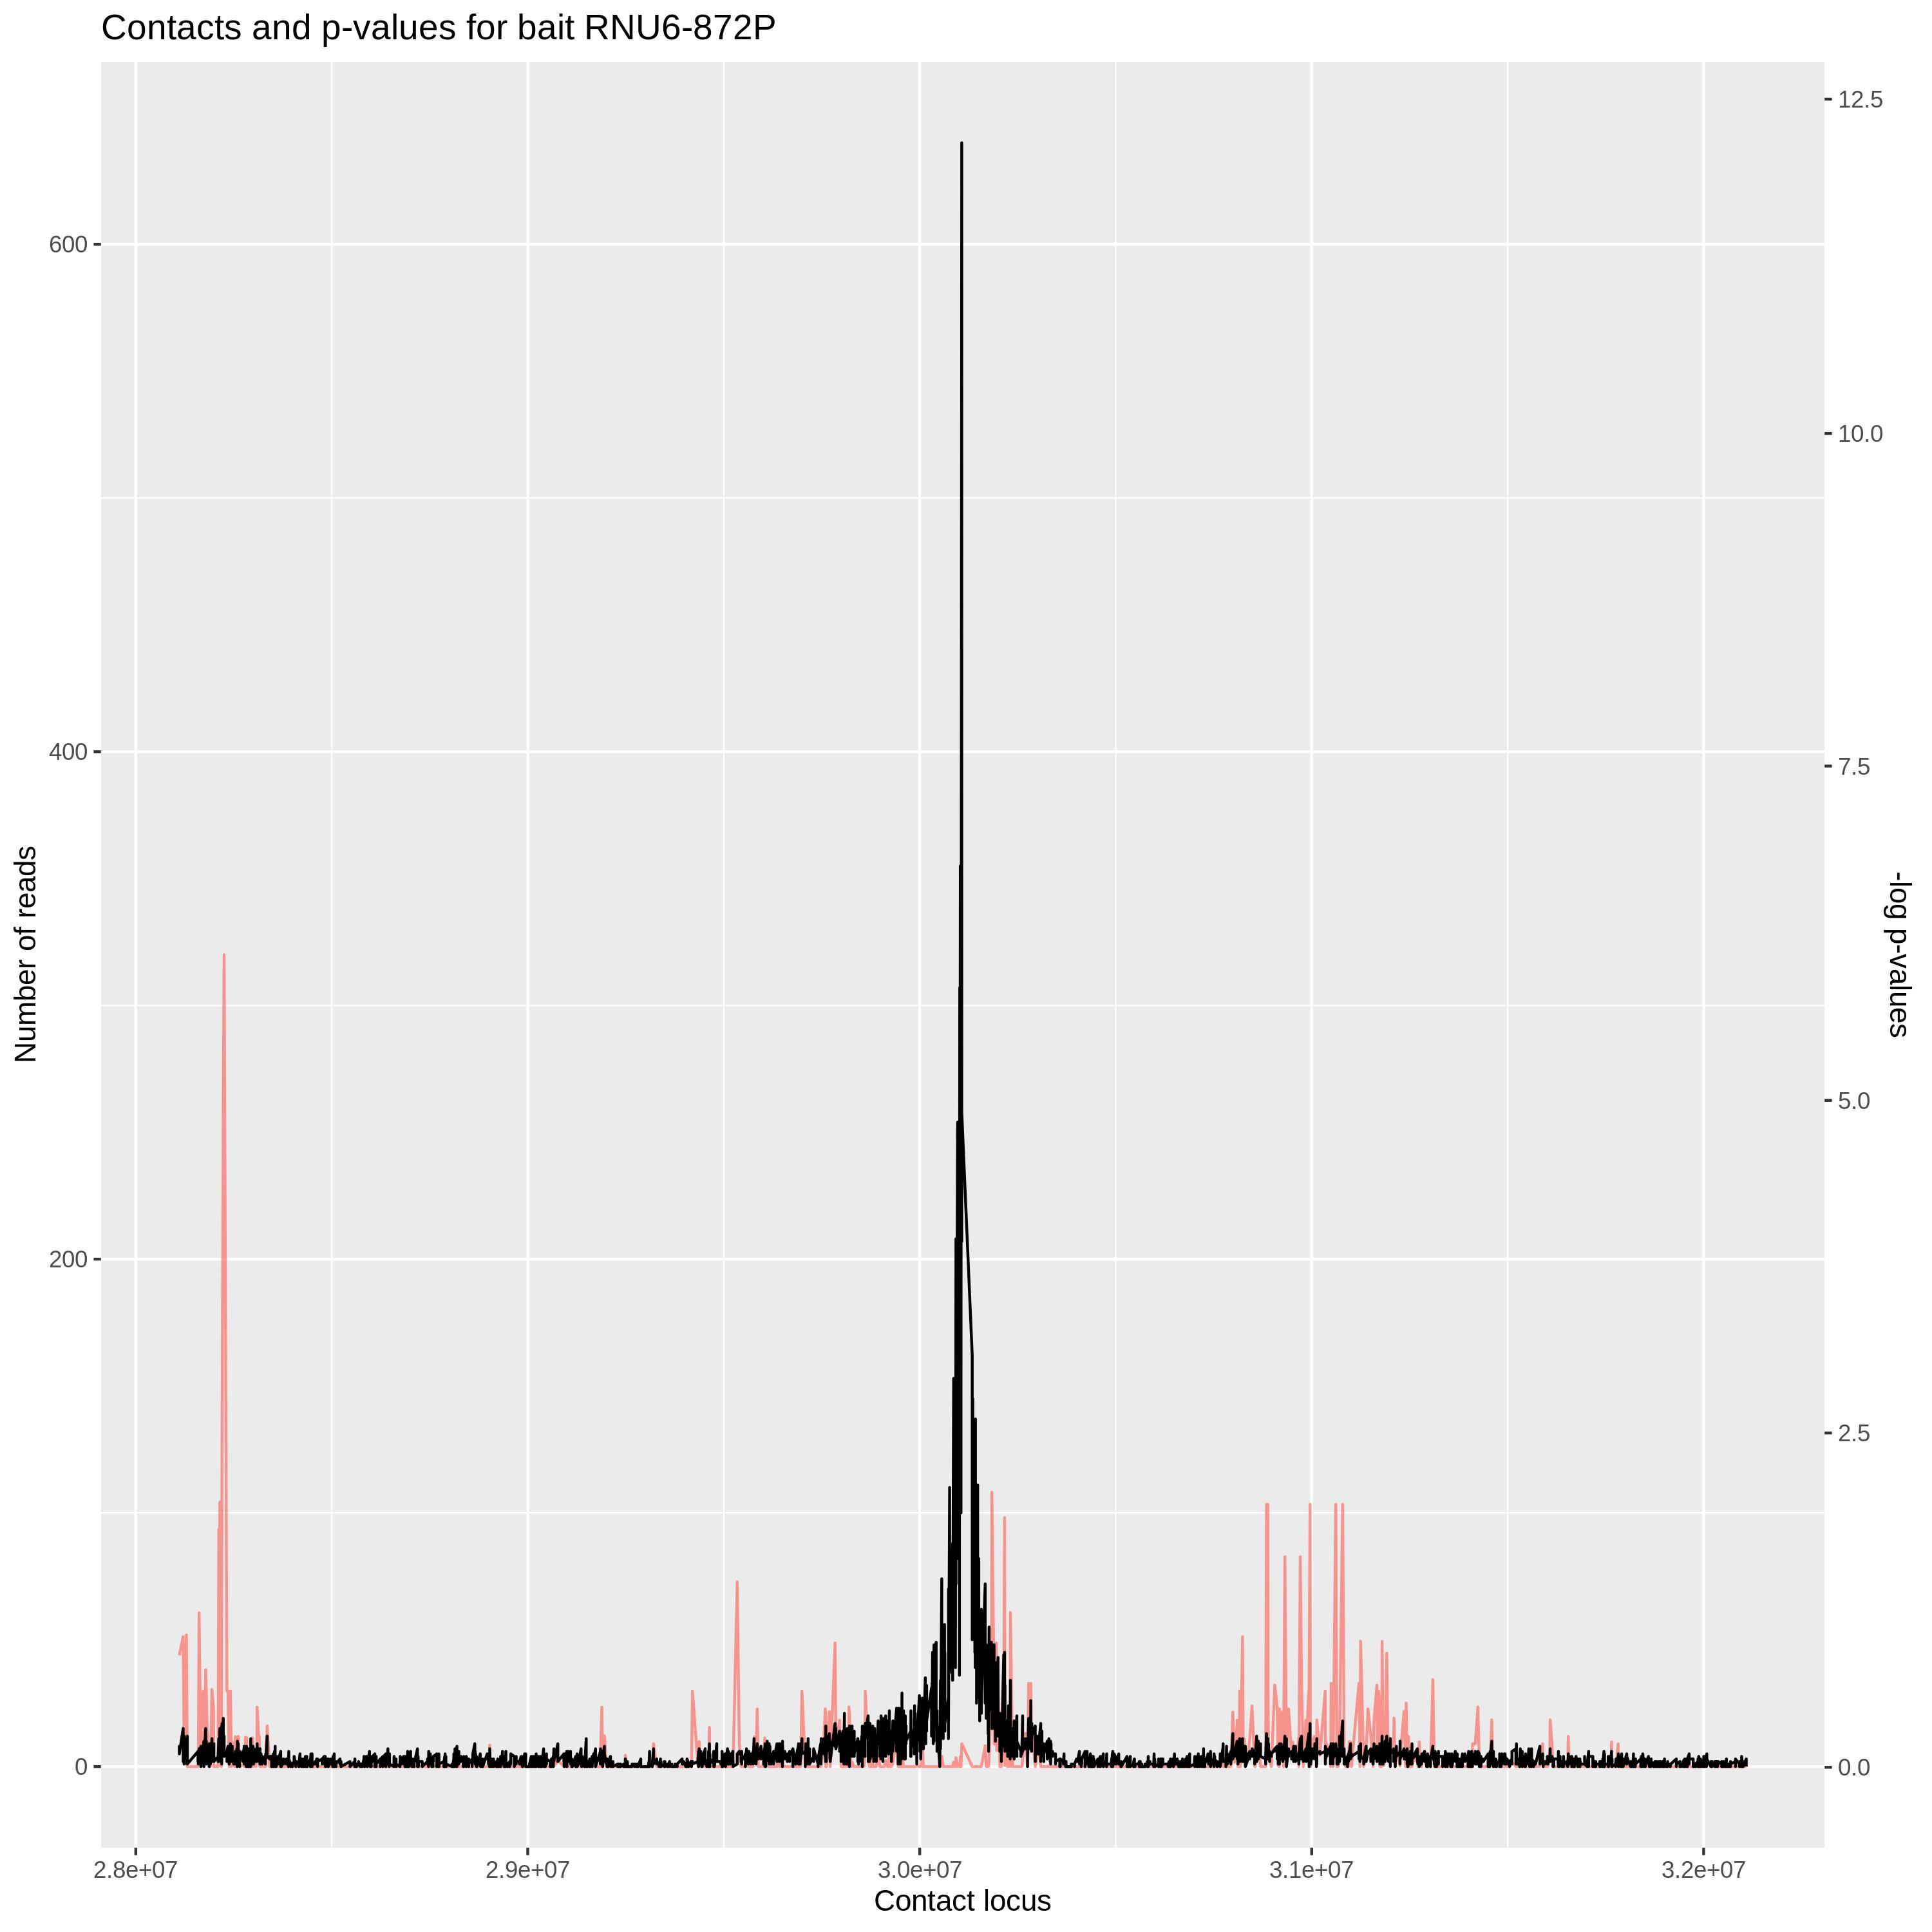 Contacts and p-values for bait RNU6-872P
12.5
600
10.0
400
7.5
Number of reads
-log p-values
5.0
200
2.5
0
0.0
2.8e+07
2.9e+07
3.0e+07
3.1e+07
3.2e+07
Contact locus